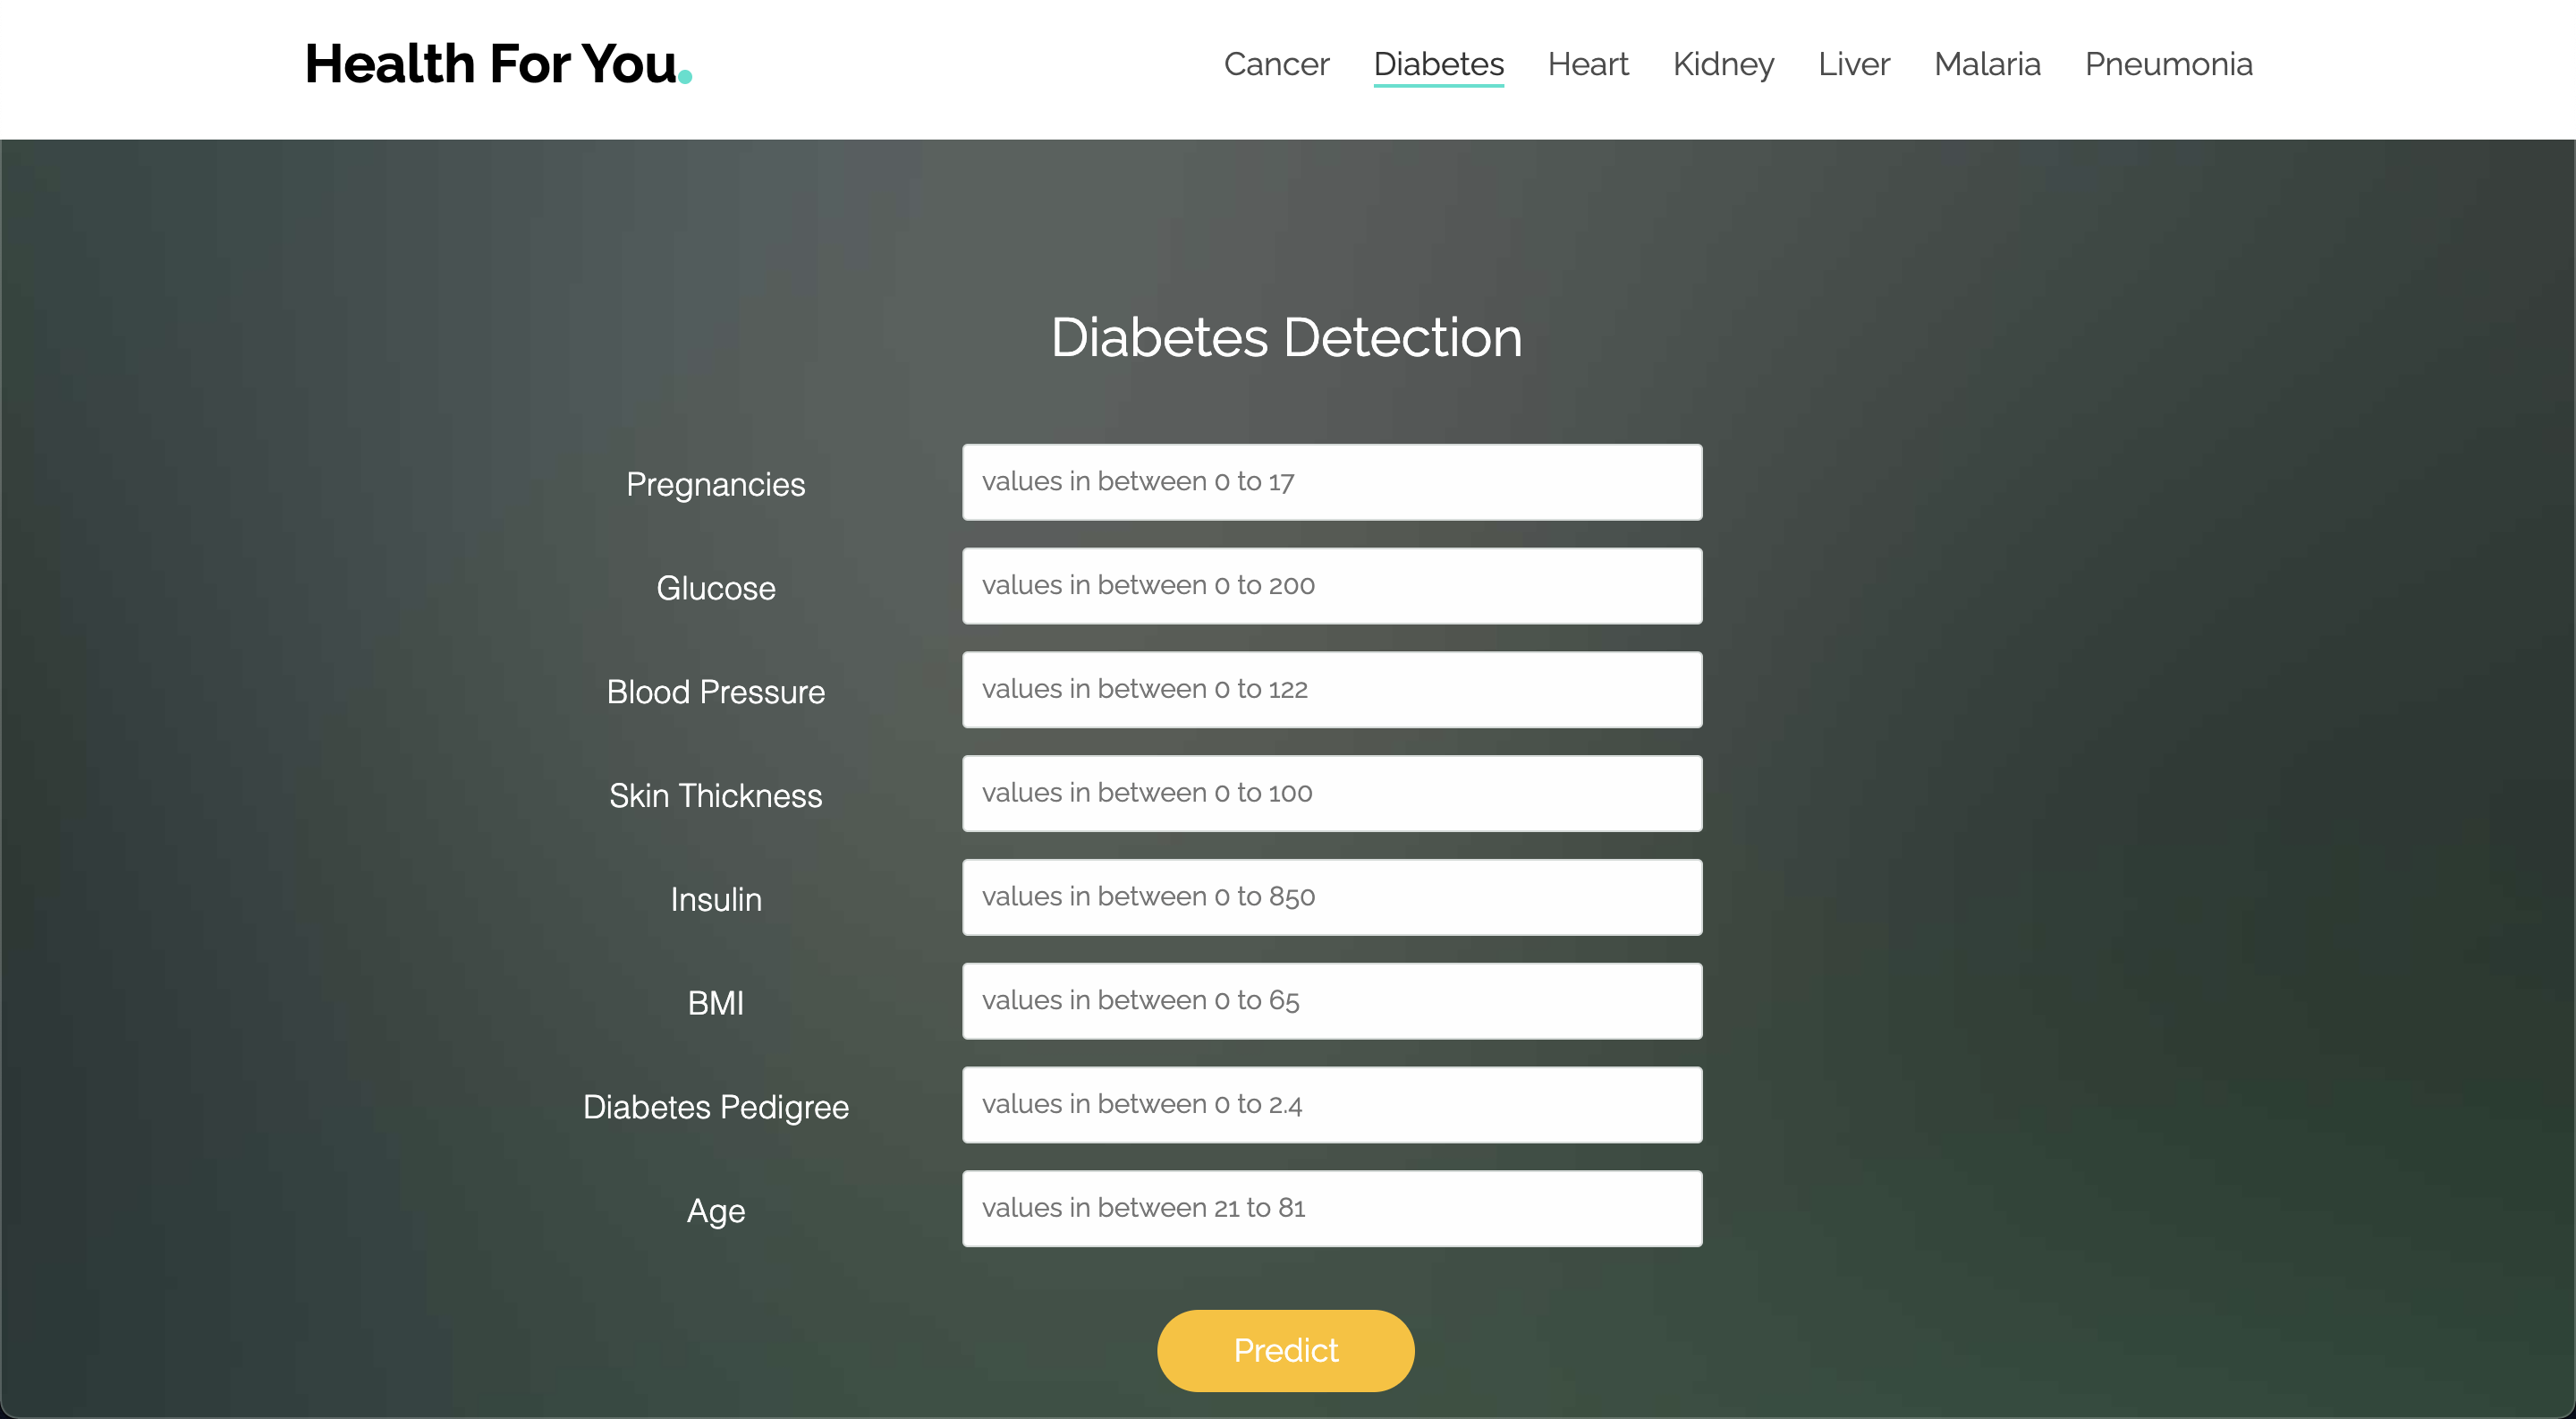 Health For You.
Cancer Diabetes Heart Kidney Liver Malaria Pneumonia
Diabetes Detection
Pregnancies values in between 0 to 17
Glucose values in between 0 to 200
Blood Pressure values in between 0 to 122
Skin Thickness values in between 0 to 100
Insulin values in between 0 to 850
BMI values in between 0 to 65
Diabetes Pedigree values in between 0 to 2.4
Age values in between 21 to 81
Predict